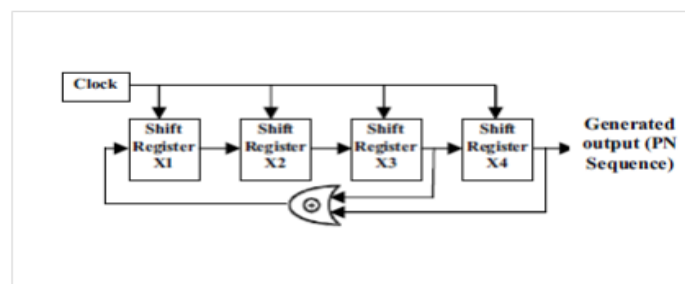 Clock
Shift
Register
X1
Shift
Register
X2
Shift
Register
X3
Shift
Register
X4
Generated
output (PN
Sequence)